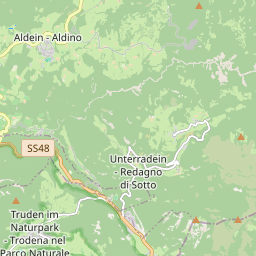 Aldein - Aldino
SS48
Unterradein
- Redagno
di Sotto
Truden im
Naturpark
- Trodena nel
Parco Naturale